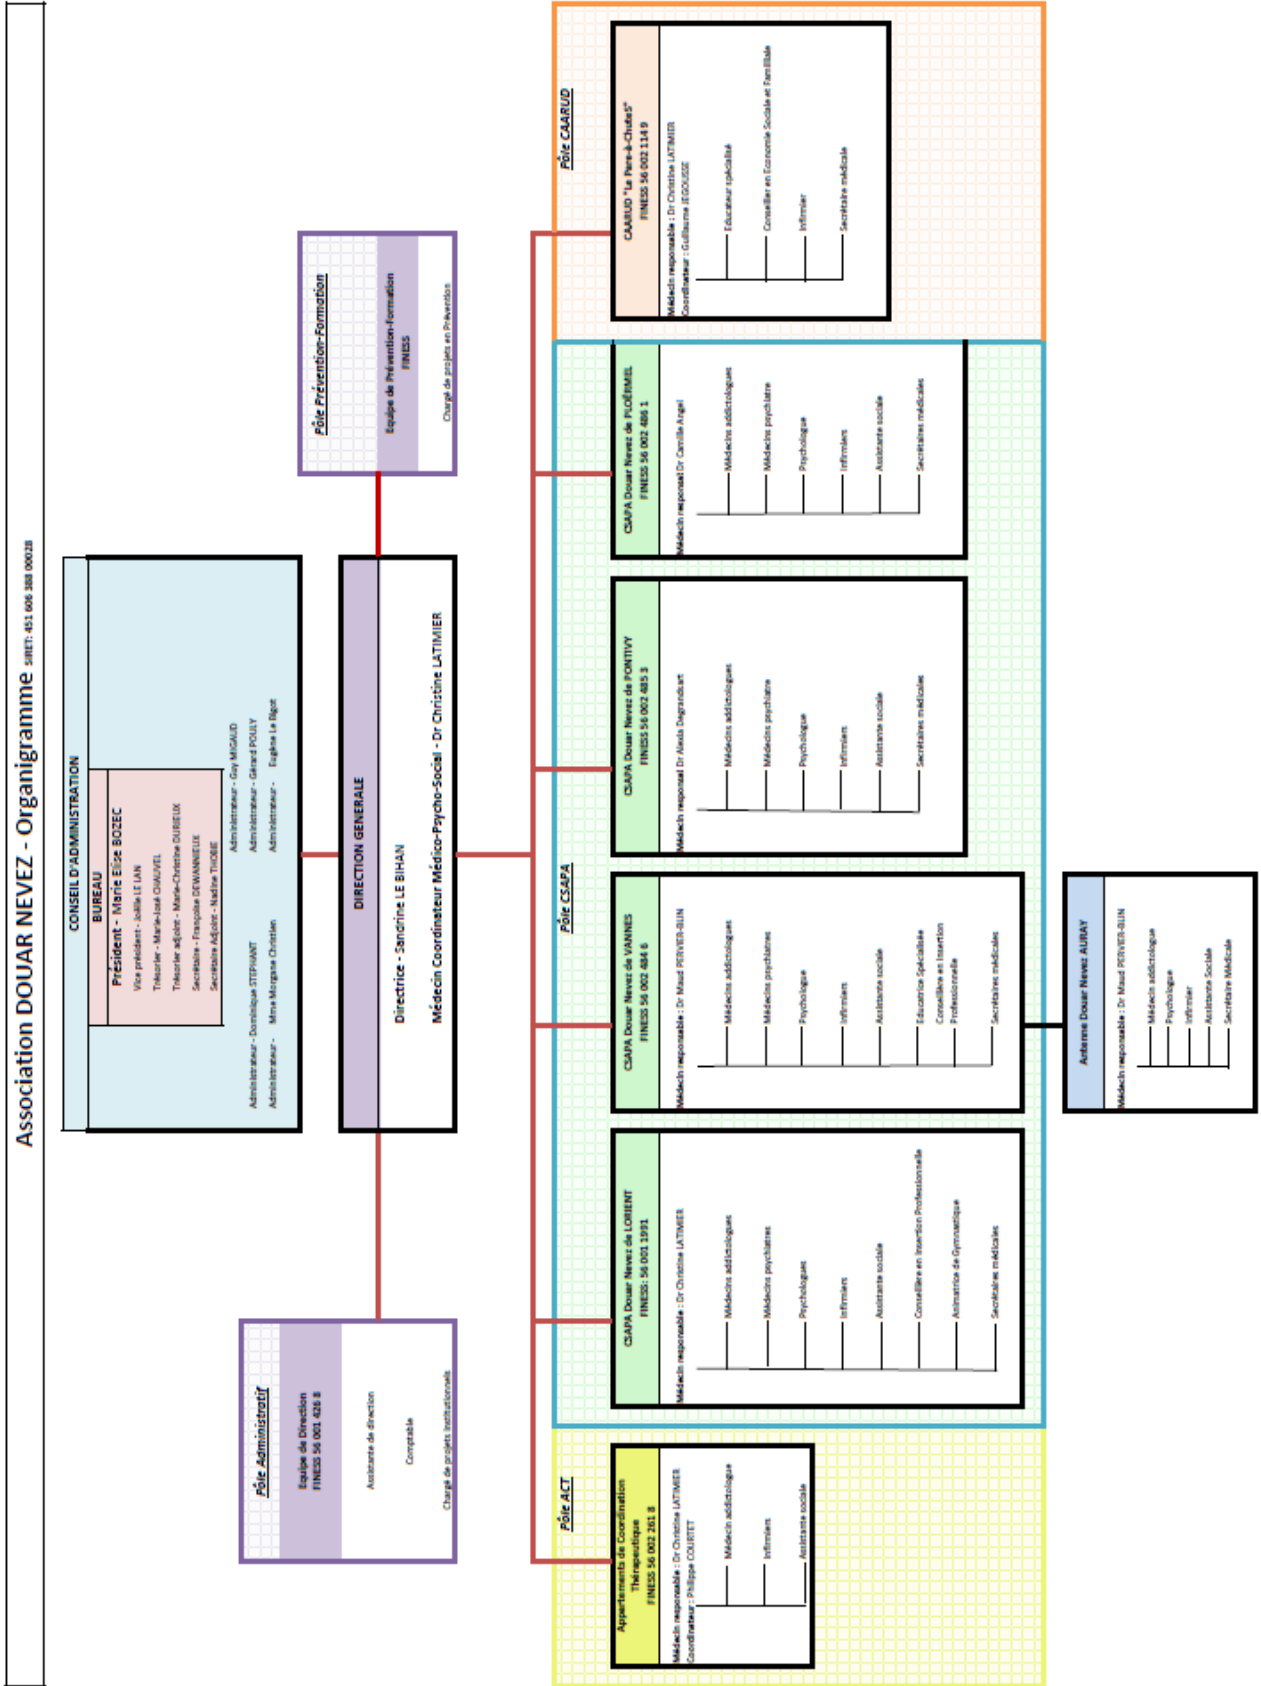 Association DOUAR NEVEZ - Organigramme SIRET: 451 606 388 00028
CONSEIL D'ADMINISTRATION
BUREAU
Président - Marie Elise BOZEC
Vice président - Joëlle LE LAN
Trésorier - Marie-José CHAUVEL
Trésorier adjoint - Marie-Christine DURIEUX
Secrétaire - Françoise DEWANNIEUX
Secrétaire Adjoint - Nadine THOBIE
Administrateur - Dominique STEPHANT
Administrateur - Guy MIGAUD
Administrateur - Gérard POULY
Administrateur - Mme Morgane Christien
Administrateur - Eugène Le Bigot
DIRECTION GENERALE
Directrice - Sandrine LE BIHAN
Médecin Coordinateur Médico-Psycho-Social - Dr Christine LATIMIER
Pôle Administratif
Equipe de Direction
FINESS 56 001 426 8
Assistante de direction
Comptable
Chargé de projets institutionnels
Pôle Prévention-Formation
Equipe de Prévention-Formation
FINESS
Chargé de projets en Prévention
Pôle ACT
Appartements de Coordination
Thérapeutique
FINESS 56 002 261 8
Médecin responsable : Dr Christine LATIMIER
Coordinateur : Philippe COURTET
Médecin addictologue
Infirmiers
Assistante sociale
Pôle CSAPA
CSAPA Douar Nevez de LORIENT
FINESS: 56 001 1991
Médecin responsable : Dr Christine LATIMIER
Médecins addictologues
Médecins psychiatres
Psychologues
Infirmiers
Assistante sociale
Conseillère en Insertion Professionnelle
Animatrice de Gymnastique
Secrétaires médicales
CSAPA Douar Nevez de VANNES
FINESS 56 002 484 6
Médecin responsable : Dr Maud PERVIER-BLIN
Médecins addictologues
Médecins psychiatres
Psychologue
Infirmiers
Assistante sociale
Educatrice Spécialisée
Conseillère en Insertion
Professionnelle
Secrétaires médicales
CSAPA Douar Nevez de PONTIVY
FINESS 56 002 485 3
Médecin responsal Dr Alexia Degrandsart
Médecins addictologues
Médecins psychiatre
Psychologue
Infirmiers
Assistante sociale
Secrétaires médicales
CSAPA Douar Nevez de PLOËRMEL
FINESS 56 002 486 1
Médecin responsal Dr Camille Angel
Médecins addictologues
Médecins psychiatre
Psychologue
Infirmiers
Assistante sociale
Secrétaires médicales
Pôle CAARUD
CAARUD "Le Pare-à-ChuteS"
FINESS 56 002 1149
Médecin responsable : Dr Christine LATIMIER
Coordinateur : Guillaume JEGOUSSE
Educateur spécialisé
Conseiller en Economie Sociale et Familiale
Infirmier
Secrétaire médicale
Antenne Douar Nevez AURAY
Médecin responsable : Dr Maud PERVIER-BLIN
Médecin addictologue
Psychologue
Infirmier
Assistante Sociale
Secrétaire Médicale